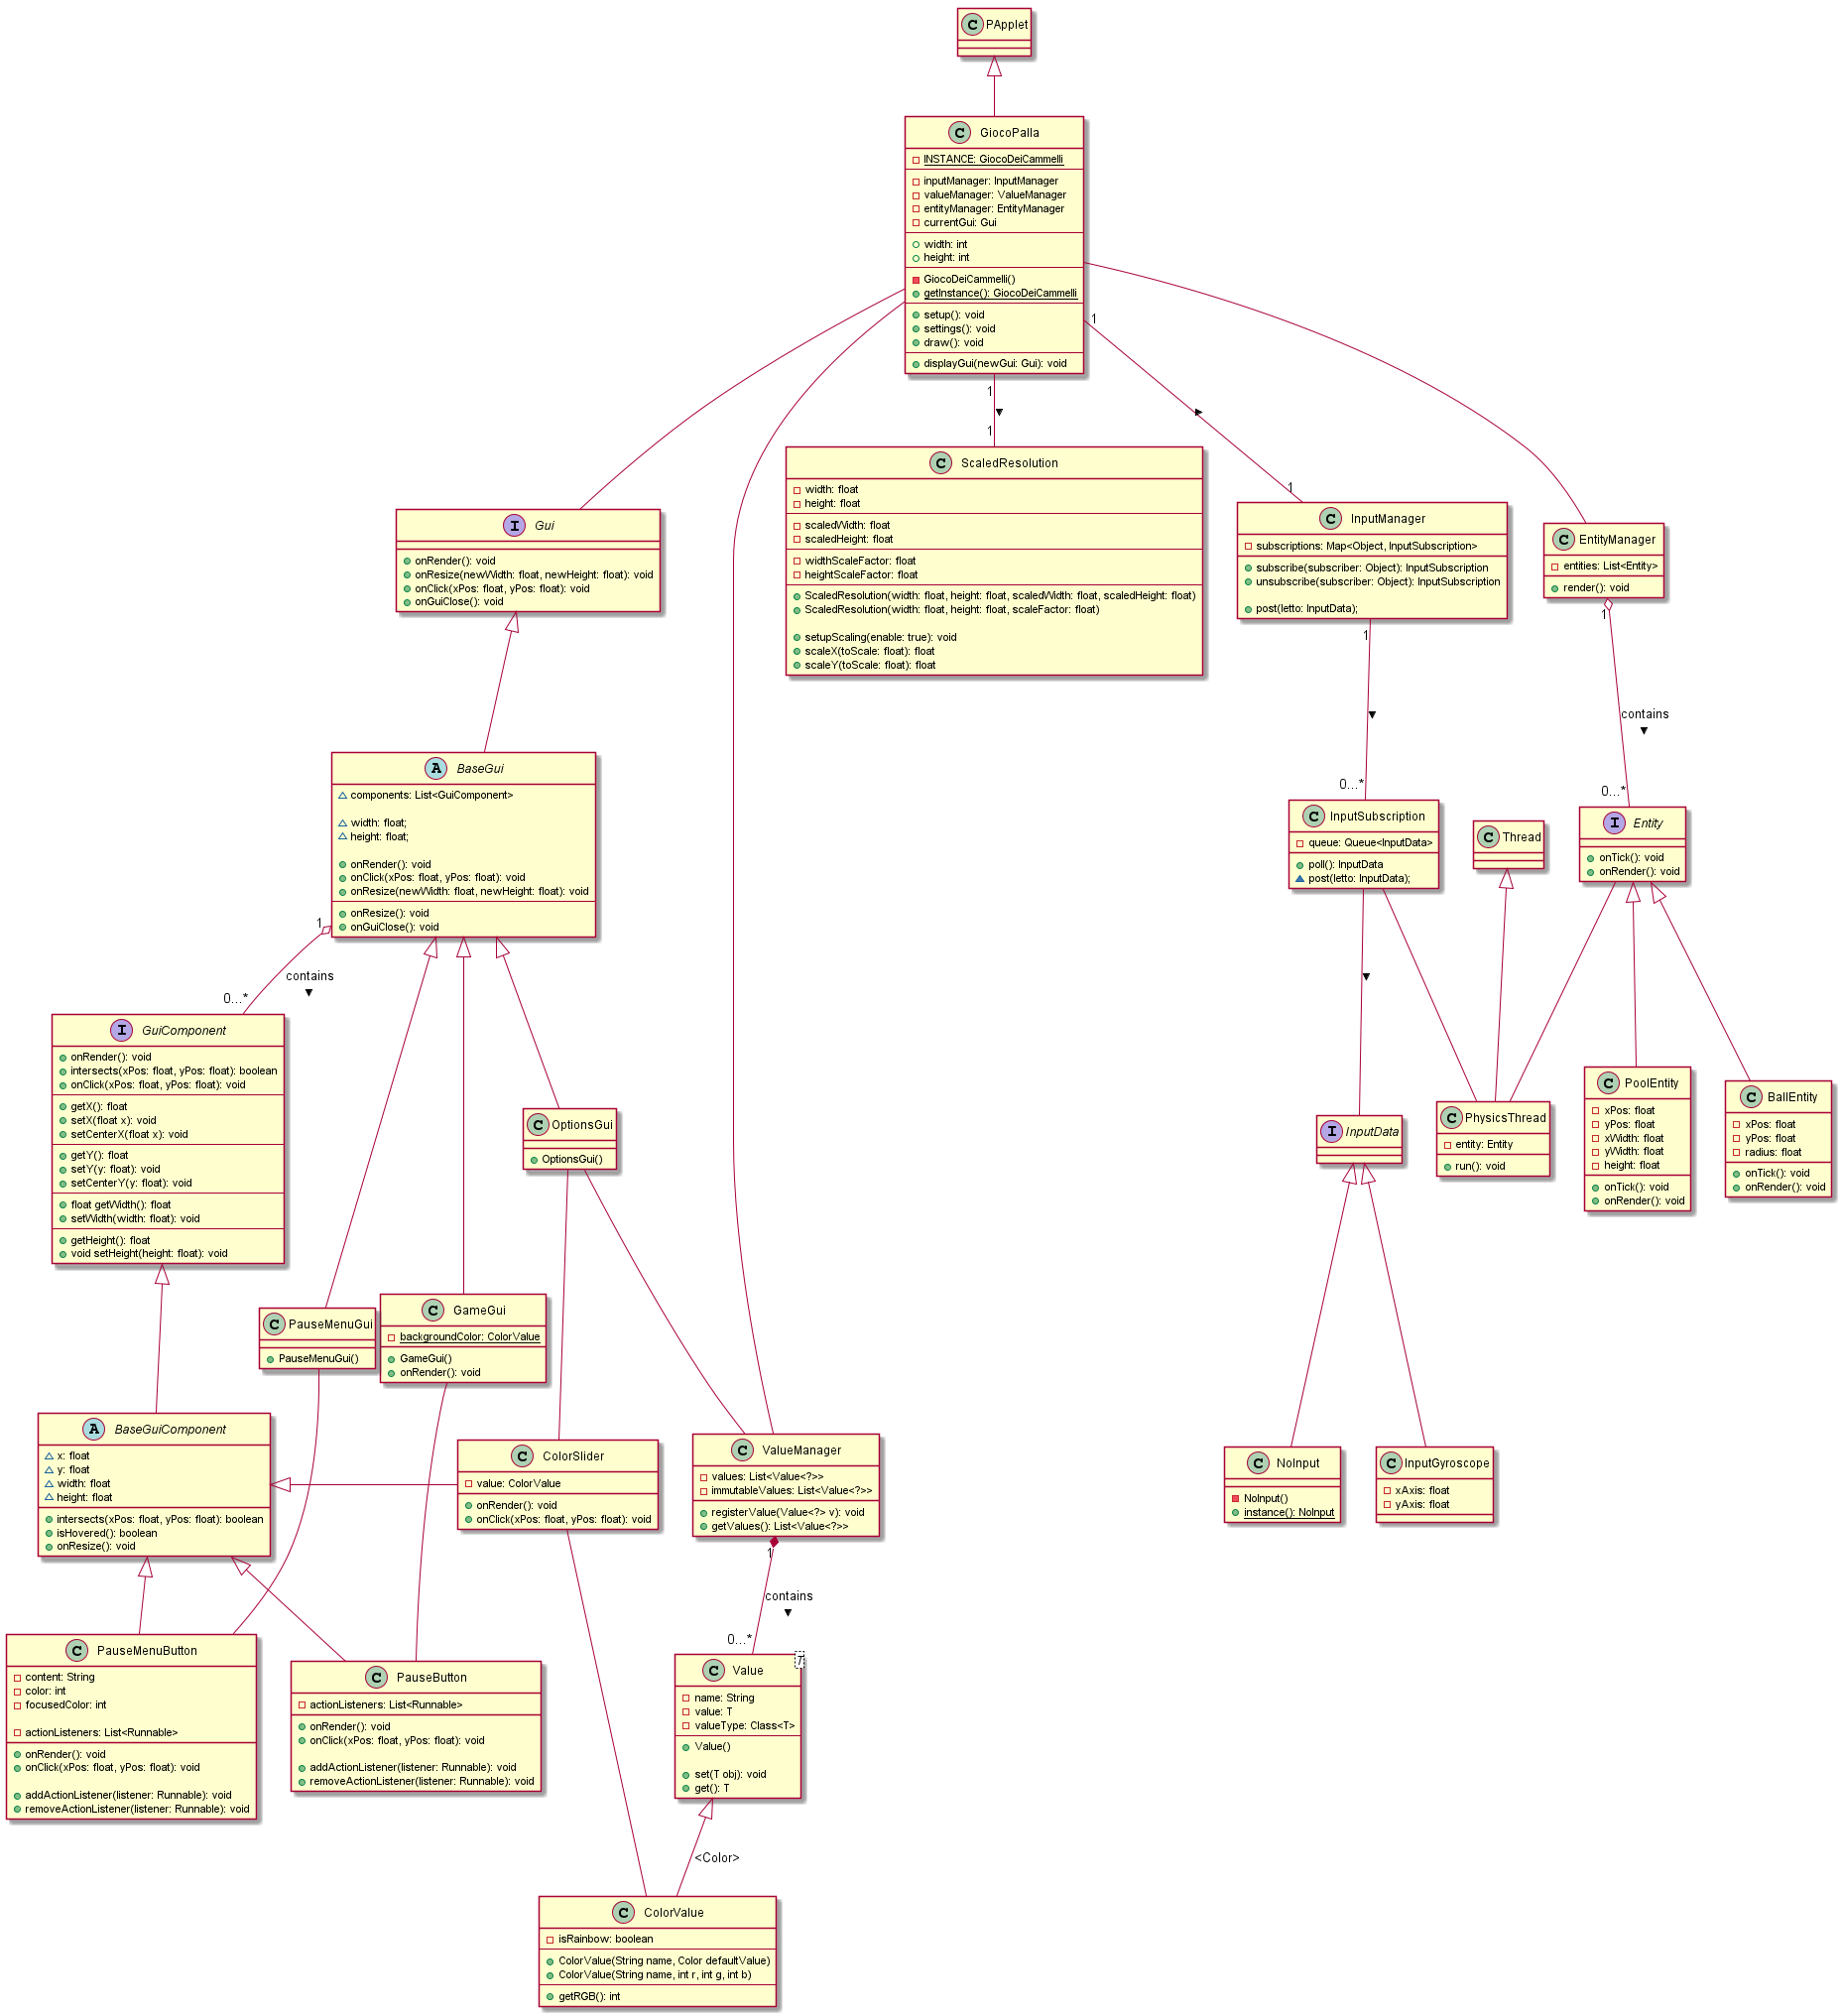 C PApplet
C GiocoPalla
INSTANCE: GiocoDeiCammelli
inputManager: InputManager
valueManager: ValueManager
entityManager: EntityManager
currentGui: Gui
width: int
height: int
GiocoDeiCammelli()
getInstance(): GiocoDeiCammelli
setup(): void
settings(): void
draw(): void
displayGui(newGui: Gui): void
1
1
1
1
C ScaledResolution
width: float
height: float
scaledWidth: float
scaledHeight: float
widthScaleFactor: float
heightScaleFactor: float
ScaledResolution(width: float, height: float, scaledWidth: float, scaledHeight: float)
ScaledResolution(width: float, height: float, scaleFactor: float)
setupScaling(enable: true): void
scaleX(toScale: float): float
scaleY(toScale: float): float
I Gui
onRender(): void
onResize(newWidth: float, newHeight: float): void
onClick(xPos: float, yPos: float): void
onGuiClose(): void
C InputManager
subscriptions: Map<Object, InputSubscription>
subscribe(subscriber: Object): InputSubscription
unsubscribe(subscriber: Object): InputSubscription
post(letto: InputData);
1
0...*
C EntityManager
entities: List<Entity>
render(): void
1
contains
0...*
I BaseGui
A BaseGui
components: List<GuiComponent>
width: float;
height: float;
onRender(): void
onClick(xPos: float, yPos: float): void
onResize(newWidth: float, newHeight: float): void
onResize(): void
onGuiClose(): void
1
contains
0...*
C InputSubscription
queue: Queue<InputData>
poll(): InputData
post(letto: InputData);
C Thread
I Entity
onTick(): void
onRender(): void
I GuiComponent
onRender(): void
intersects(xPos: float, yPos: float): boolean
onClick(xPos: float, yPos: float): void
getX(): float
setX(float x): void
setCenterX(float x): void
getY(): float
setY(y: float): void
setCenterY(y: float): void
float getWidth(): float
setWidth(width: float): void
getHeight(): float
void setHeight(height: float): void
C OptionsGui
OptionsGui()
I InputData
C PhysicsThread
entity: Entity
run(): void
C PoolEntity
xPos: float
yPos: float
xWidth: float
yWidth: float
height: float
onTick(): void
onRender(): void
C BallEntity
xPos: float
yPos: float
radius: float
onTick(): void
onRender(): void
C PauseMenuGui
PauseMenuGui()
C GameGui
backgroundColor: ColorValue
GameGui()
onRender(): void
A BaseGuiComponent
x: float
y: float
width: float
height: float
intersects(xPos: float, yPos: float): boolean
isHovered(): boolean
onResize(): void
C ColorSlider
value: ColorValue
onRender(): void
onClick(xPos: float, yPos: float): void
C ValueManager
values: List<Value<?>>
immutableValues: List<Value<?>>
registerValue(Value<?> v): void
getValues(): List<Value<?>>
1
contains
0...*
C NoInput
NoInput()
instance(): NoInput
C InputGyroscope
xAxis: float
yAxis: float
C PauseMenuButton
content: String
color: int
focusedColor: int
actionListeners: List<Runnable>
onRender(): void
onClick(xPos: float, yPos: float): void
addActionListener(listener: Runnable): void
removeActionListener(listener: Runnable): void
C PauseButton
actionListeners: List<Runnable>
onRender(): void
onClick(xPos: float, yPos: float): void
addActionListener(listener: Runnable): void
removeActionListener(listener: Runnable): void
C Value T
name: String
value: T
valueType: Class<T>
Value()
set(T obj): void
get(): T
<Color>
C ColorValue
isRainbow: boolean
ColorValue(String name, Color defaultValue)
ColorValue(String name, int r, int g, int b)
getRGB(): int